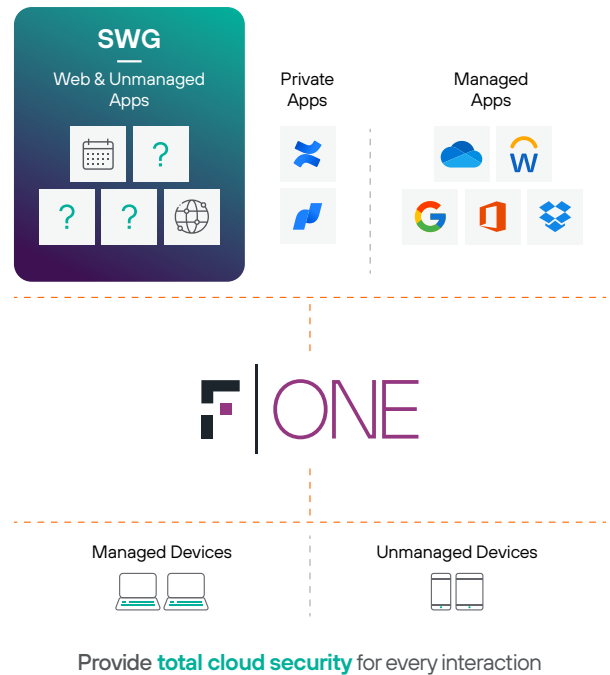 SWG
Web & Unmanaged
Apps
Private
Apps
Managed
Apps
?
W
? ?
G
F | ONE
Managed Devices
Unmanaged Devices
Provide total cloud security for every interaction